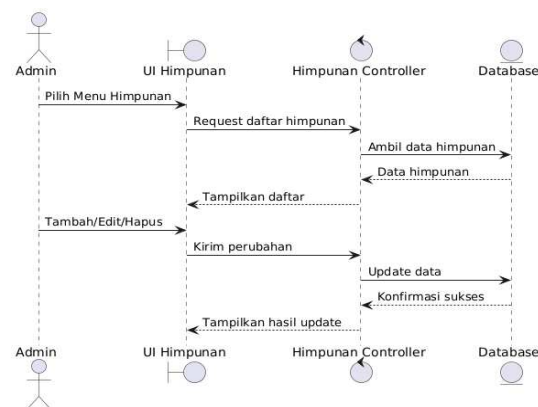 Admin
UI Himpunan
Himpunan Controller
Database
Pilih Menu Himpunan
Request daftar himpunan
Ambil data himpunan
Data himpunan
Tampilkan daftar
Tambah/Edit/Hapus
Kirim perubahan
Update data
Konfirmasi sukses
Tampilkan hasil update
Admin
UI Himpunan
Himpunan Controller
Database